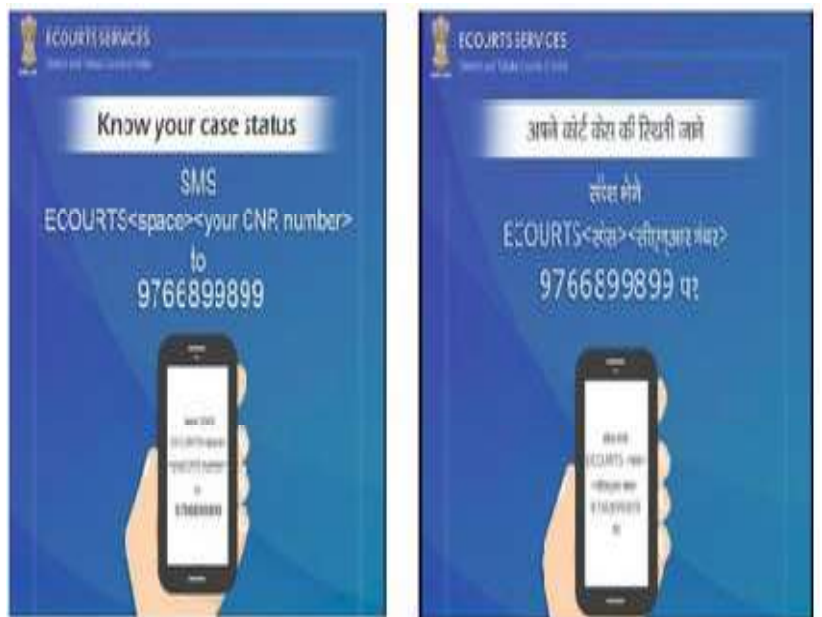 ECOURTS SERVICES
Know your case status
SMS
ECOURTS<space><your CNR number>
to
9766899899
ECOURTS SERVICES
अपने कोर्ट केस की स्थिती जाने
संदेश भेजे
ECOURTS<स्पेस><सीएनआर नंबर>
9766899899 पर